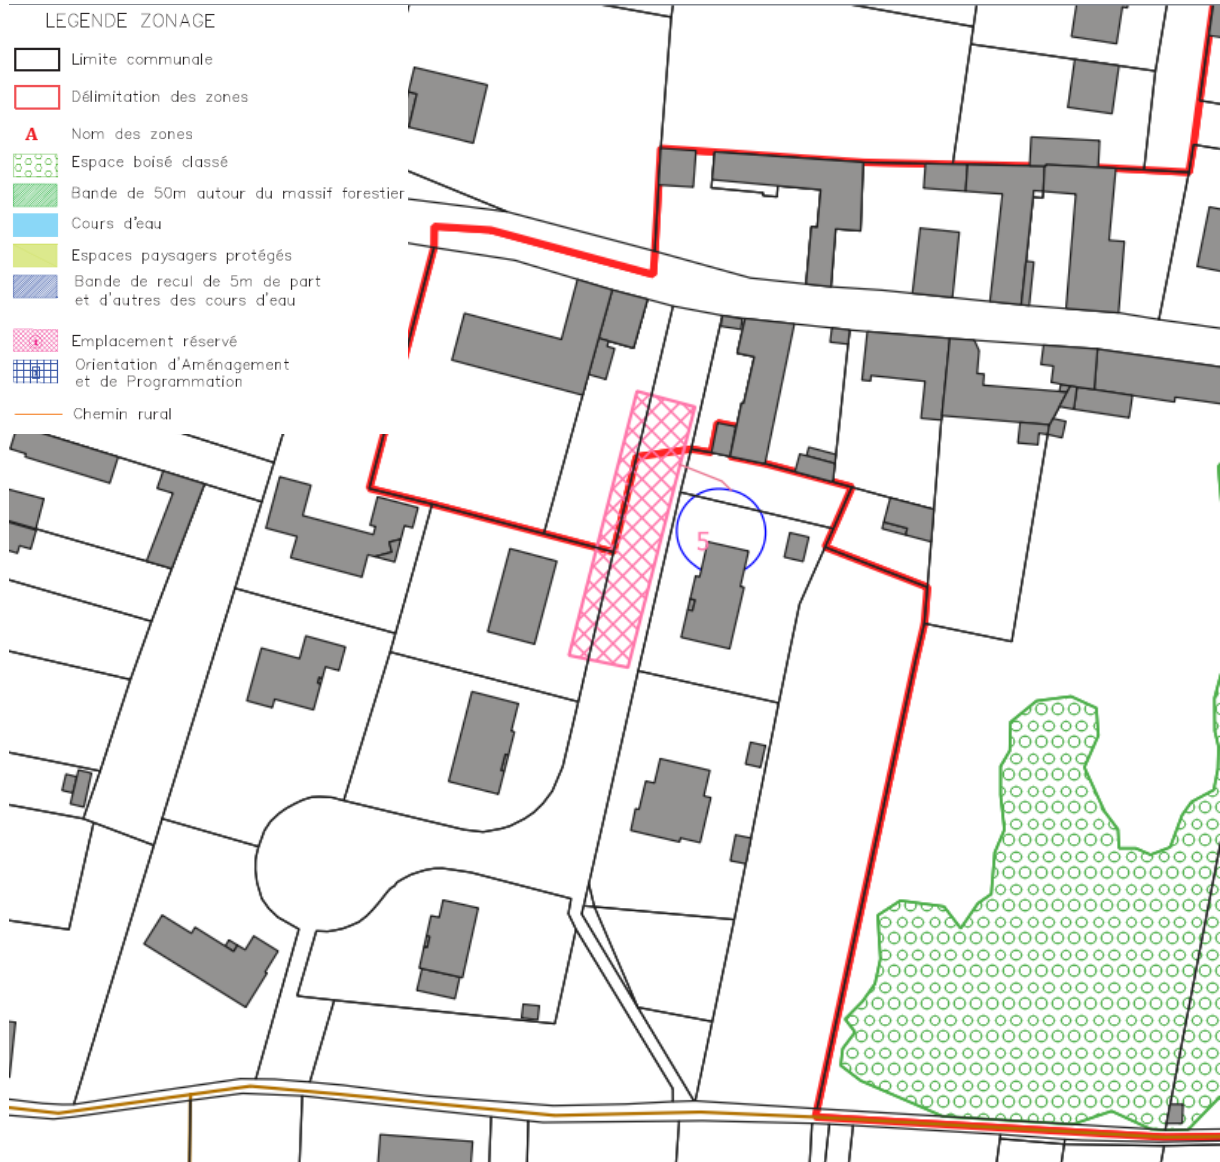 LEGENDE ZONAGE
Limite communale
Délimitation des zones
A Nom des zones
Espace boisé classé
Bande de 50m autour du massif forestier
Cours d'eau
Espaces paysagers protégés
Bande de recul de 5m de part
et d'autres des cours d'eau
1 Emplacement réservé
Orientation d'Aménagement
et de Programmation
Chemin rural
5